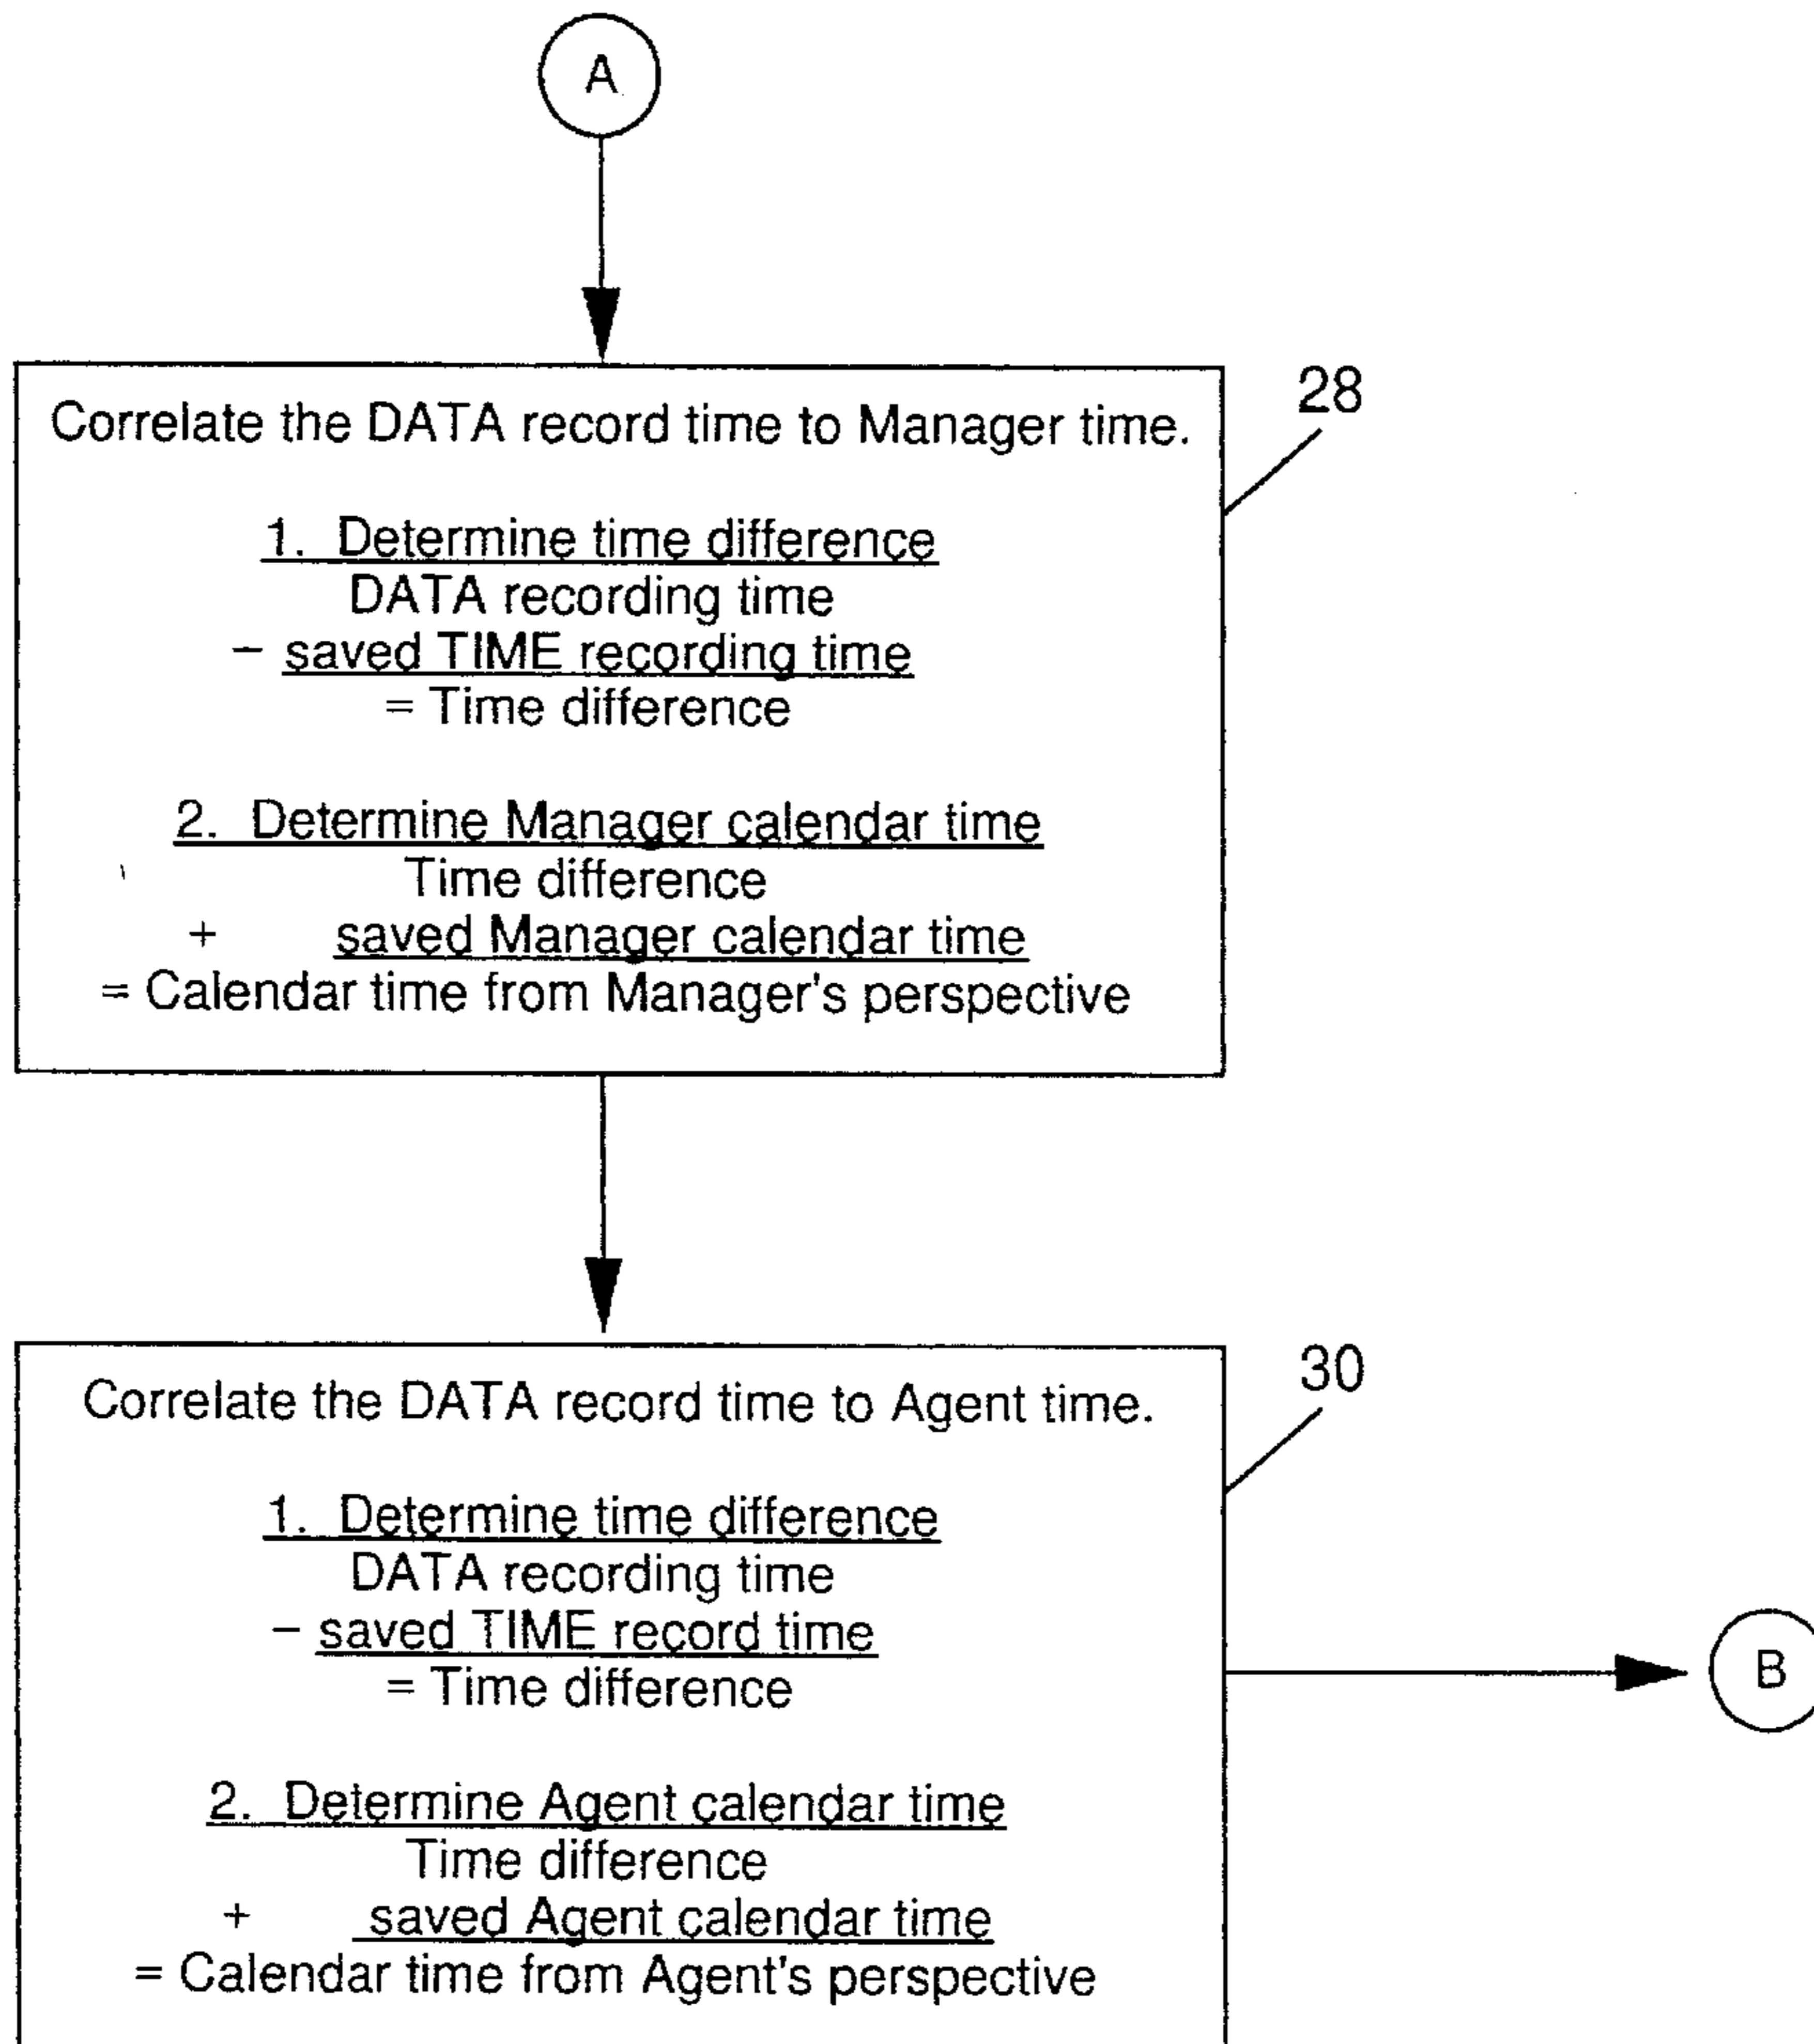 A
28
Correlate the DATA record time to Manager time.
1. Determine time difference
DATA recording time
− saved TIME recording time
= Time difference
2. Determine Manager calendar time
Time difference
+ saved Manager calendar time
= Calendar time from Manager's perspective
30
Correlate the DATA record time to Agent time.
1. Determine time difference
DATA recording time
− saved TIME record time
= Time difference
B
2. Determine Agent calendar time
Time difference
+ saved Agent calendar time
= Calendar time from Agent's perspective